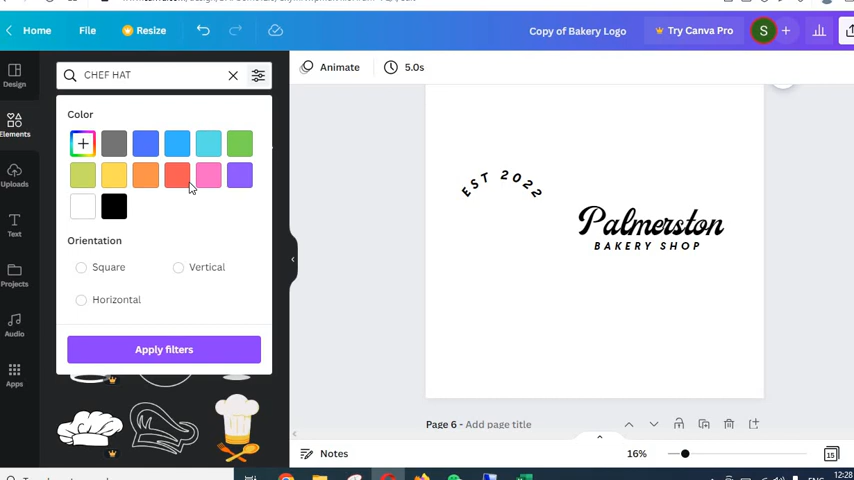 Home
File
Resize
Copy of Bakery Logo
Try Canva Pro
S
Design
Elements
Uploads
Text
Projects
Audio
Apps
CHEF HAT
Color
Orientation
Square
Vertical
Horizontal
Apply filters
Animate
5.0s
EST 2022
Palmerston
BAKERY SHOP
Page 6 - Add page title
Notes
16%
15
12:28